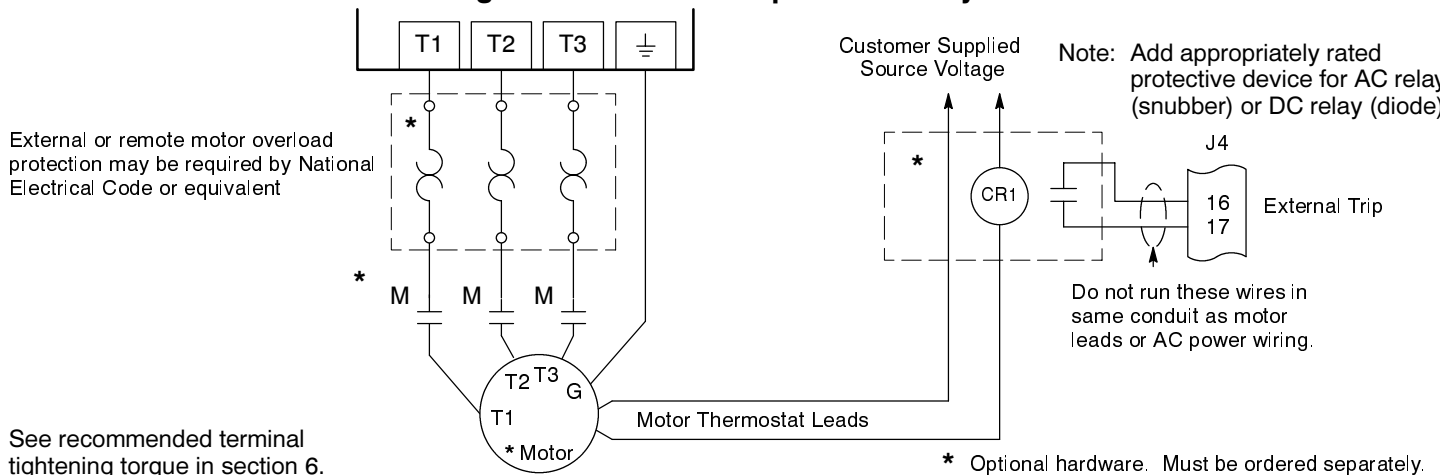 T1 T2 T3
Customer Supplied
Source Voltage
Note: Add appropriately rated
protective device for AC relay
(snubber) or DC relay (diode)
*
External or remote motor overload
protection may be required by National
Electrical Code or equivalent
*
CR1
J4
16
17
External Trip
*
M M M
Do not run these wires in
same conduit as motor
leads or AC power wiring.
T2 T3
G
T1
* Motor
Motor Thermostat Leads
See recommended terminal
tightening torque in section 6.
* Optional hardware. Must be ordered separately.